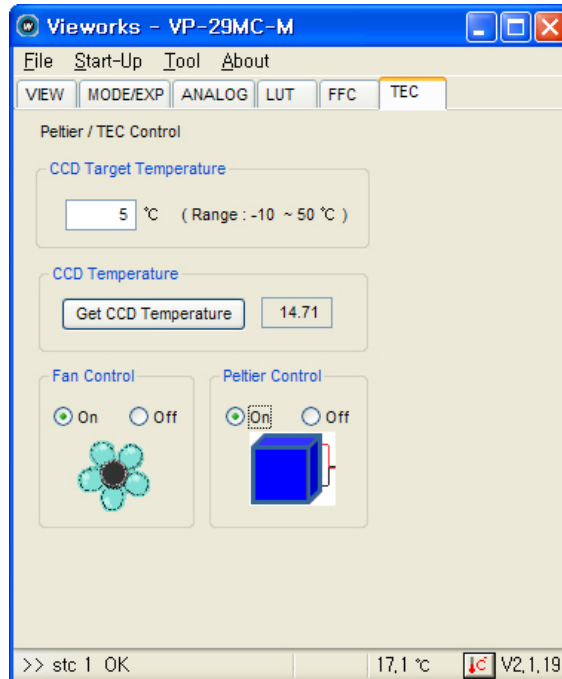 Vieworks - VP-29MC-M
File Start-Up Tool About
VIEW MODE/EXP ANALOG LUT FFC TEC
Peltier / TEC Control
CCD Target Temperature
5 ℃ ( Range : -10 ~ 50 ℃ )
CCD Temperature
Get CCD Temperature 14.71
Fan Control Peltier Control
On Off On Off
>> stc 1 OK 17,1 ℃ V2,1,19